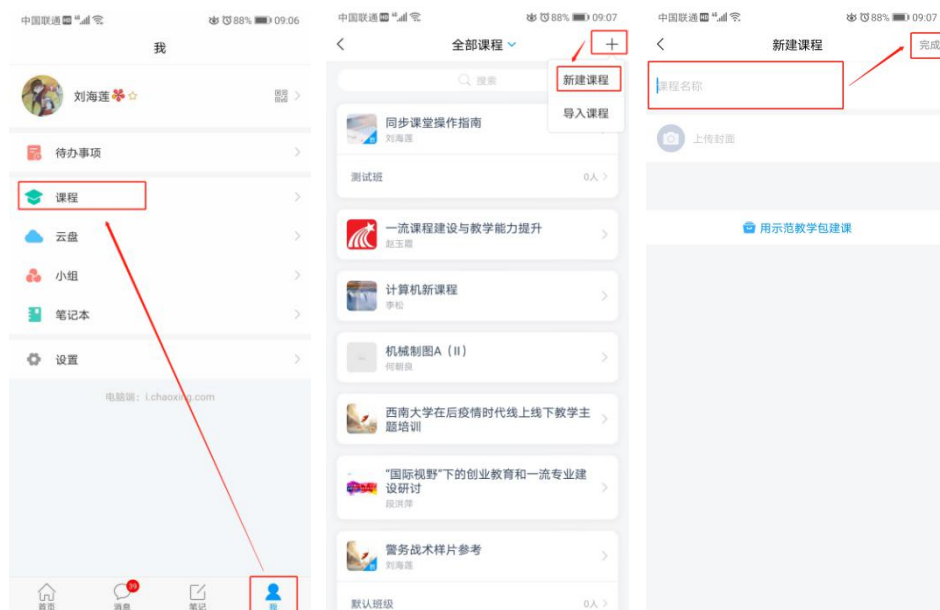 中国联通 HD 4G 88% 09:06
我
刘海莲
待办事项
课程
云盘
小组
笔记本
设置
电脑端：i.chaoxing.com
首页
39
消息
笔记
我
中国联通 HD 4G 88% 09:07
全部课程
搜索
新建课程
导入课程
同步课堂操作指南
刘海莲
测试班
0人
一流课程建设与教学能力提升
赵玉霞
计算机新课程
李松
机械制图A（II）
何朝良
西南大学在后疫情时代线上线下教学主
题培训
“国际视野”下的创业教育和一流专业建
设研讨
段洪萍
警务战术样片参考
刘海莲
默认班级
0人
中国联通 HD 4G 88% 09:07
新建课程
完成
课程名称
上传封面
用示范教学包建课